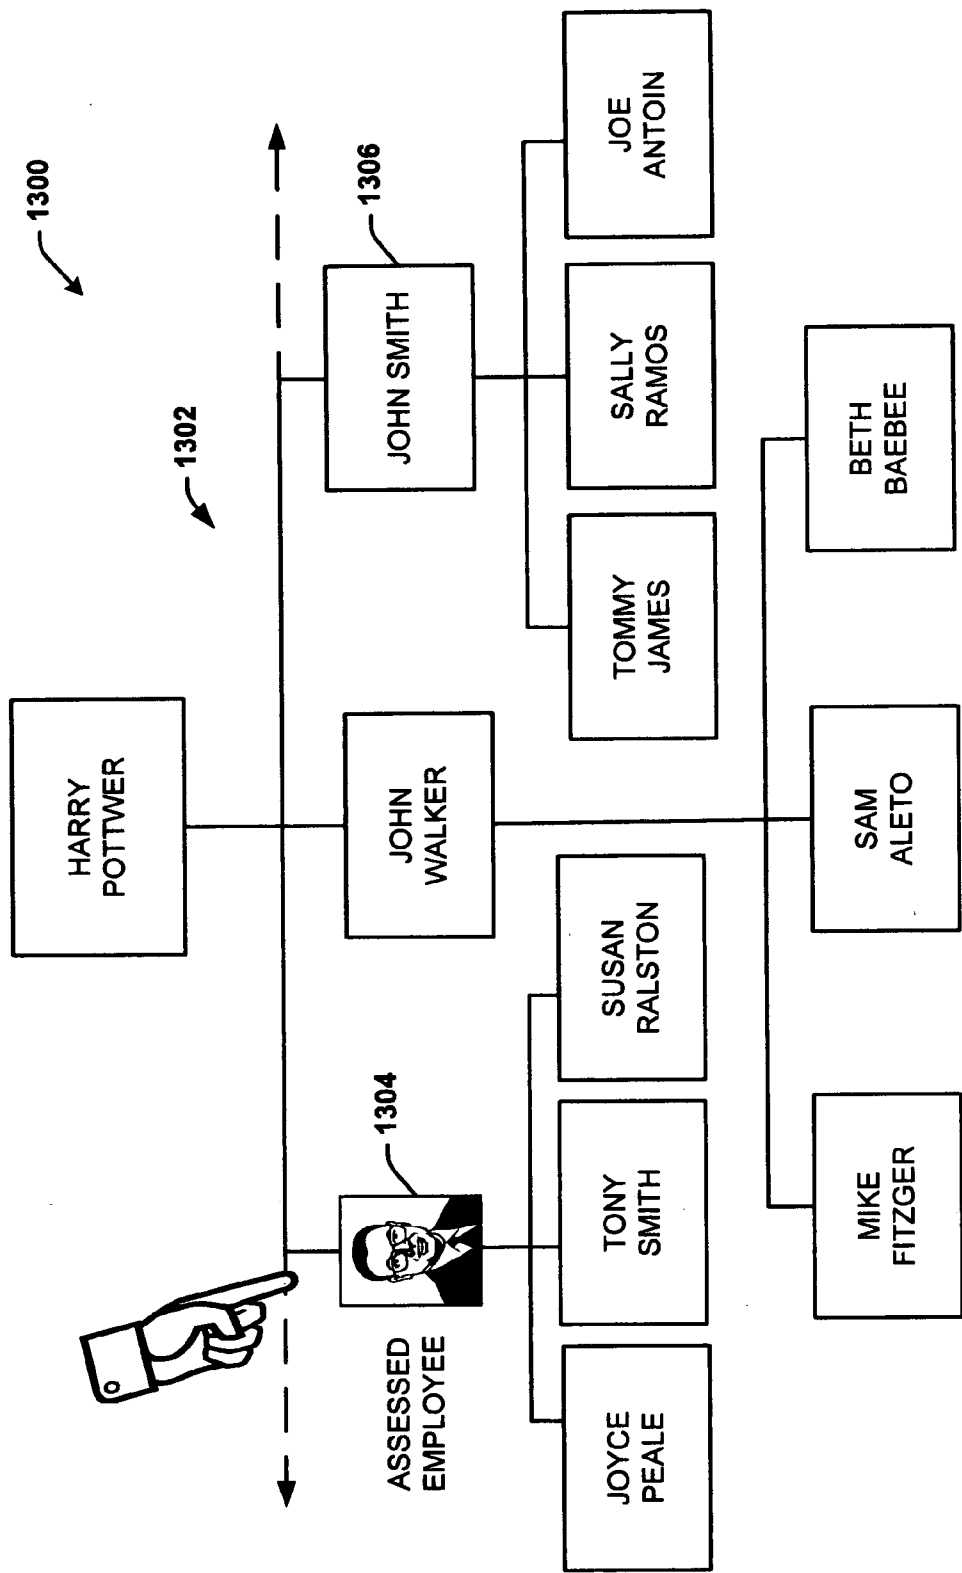 1300
HARRY
POTTWER
1302
ASSESSED
EMPLOYEE
1304
JOHN
WALKER
JOHN SMITH
1306
JOYCE
PEALE
TONY
SMITH
SUSAN
RALSTON
TOMMY
JAMES
SALLY
RAMOS
JOE
ANTOIN
MIKE
FITZGER
SAM
ALETO
BETH
BAEBEE